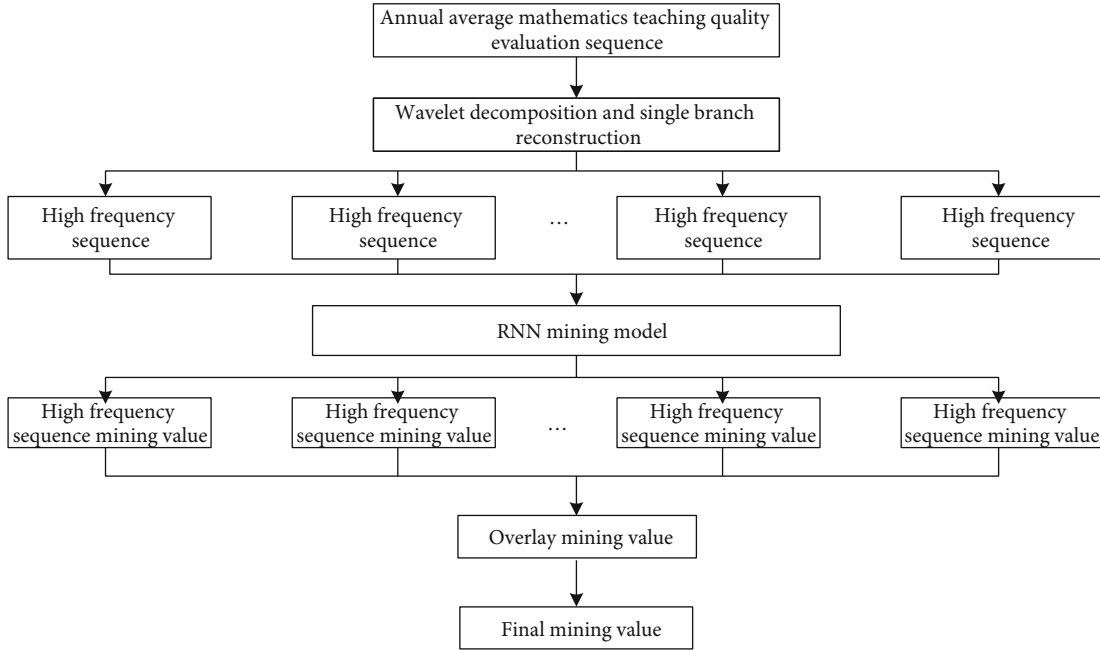 Annual average mathematics teaching quality
evaluation sequence
Wavelet decomposition and single branch
reconstruction
High frequency
sequence
High frequency
sequence
...
High frequency
sequence
High frequency
sequence
RNN mining model
High frequency
sequence mining value
High frequency
sequence mining value
...
High frequency
sequence mining value
High frequency
sequence mining value
Overlay mining value
Final mining value